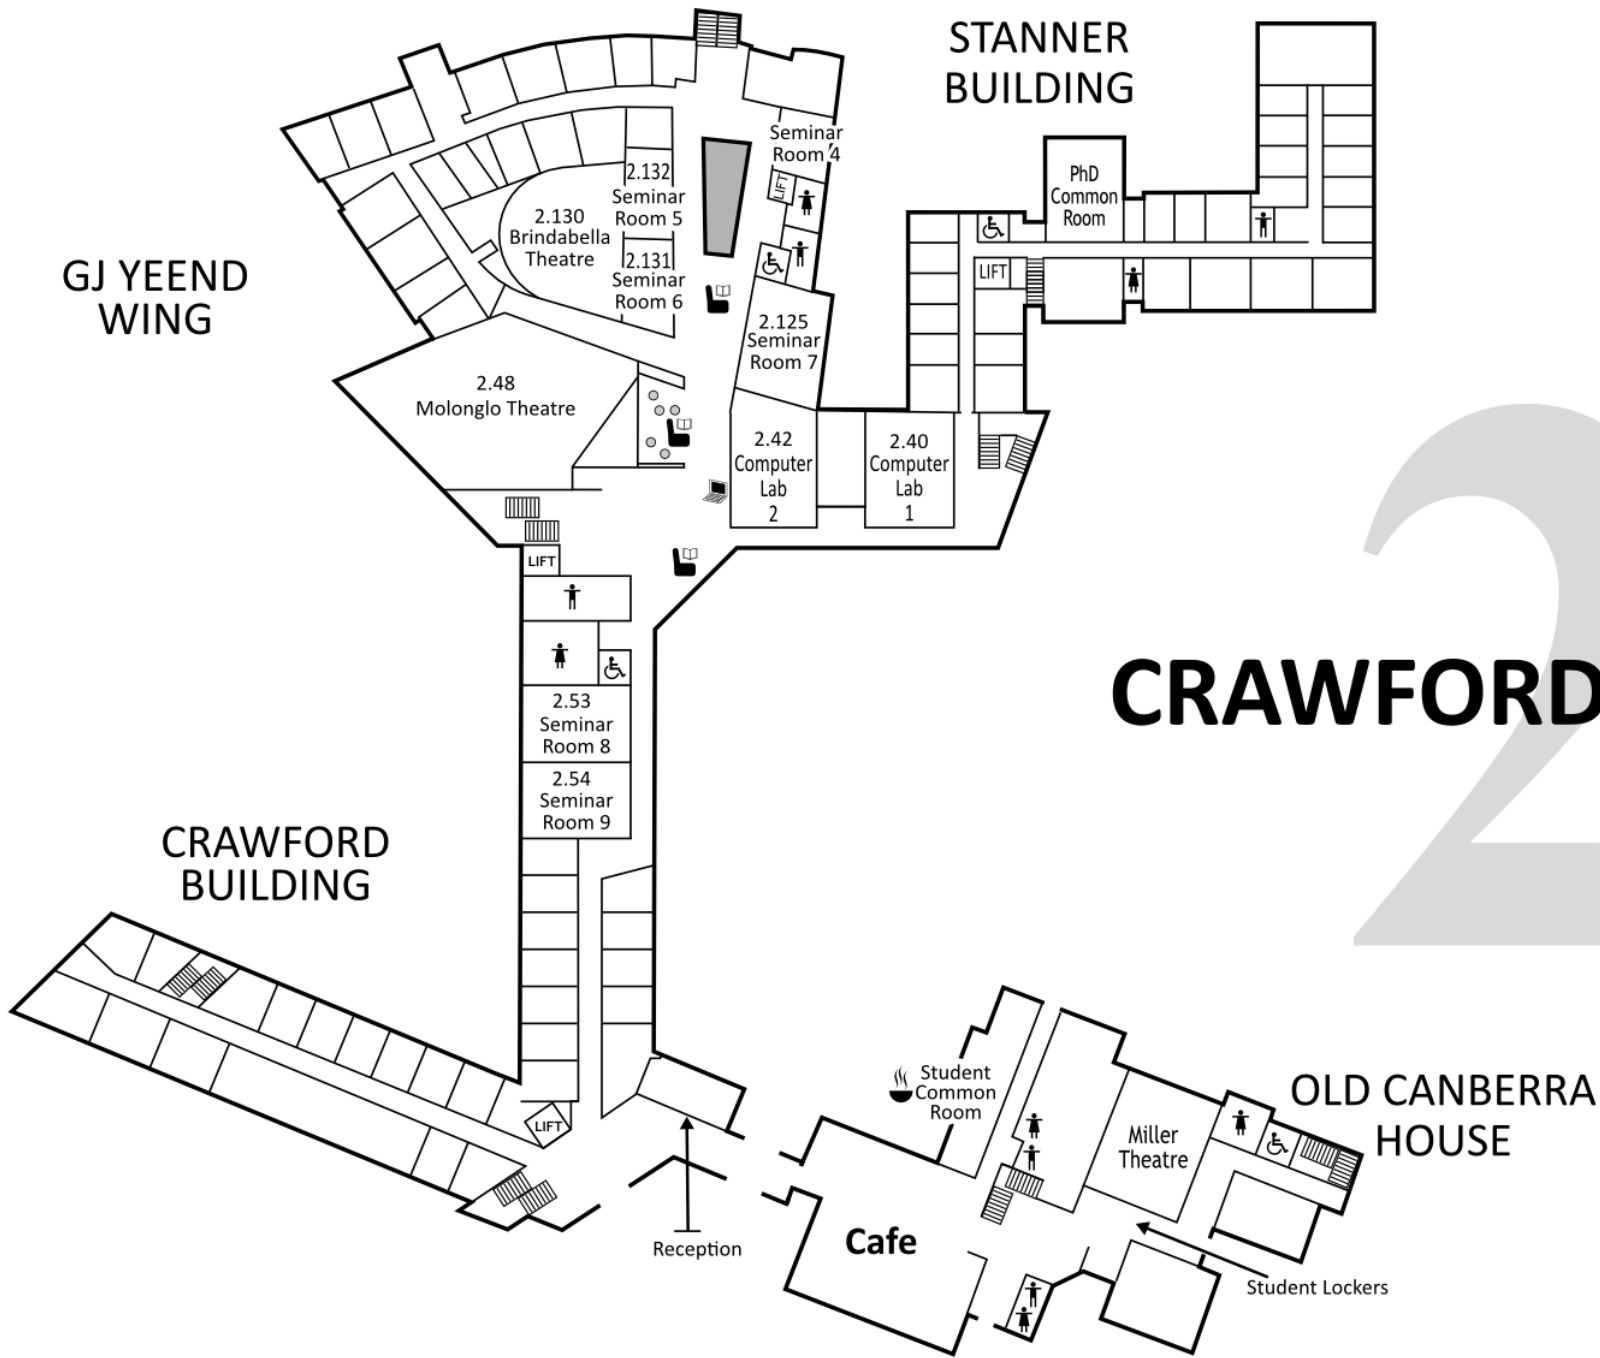 STANNER
BUILDING
Seminar
Room 4
LIFT
2.132
Seminar
Room 5
2.130
Brindabella
Theatre
2.131
Seminar
Room 6
PhD
Common
Room
LIFT
GJ YEEND
WING
2.125
Seminar
Room 7
2.48
Molonglo Theatre
2.42
Computer
Lab
2
2.40
Computer
Lab
1
LIFT
2
CRAWFORD
2.53
Seminar
Room 8
2.54
Seminar
Room 9
CRAWFORD
BUILDING
LIFT
Reception
Student
Common
Room
Miller
Theatre
OLD CANBERRA
HOUSE
Cafe
Student Lockers